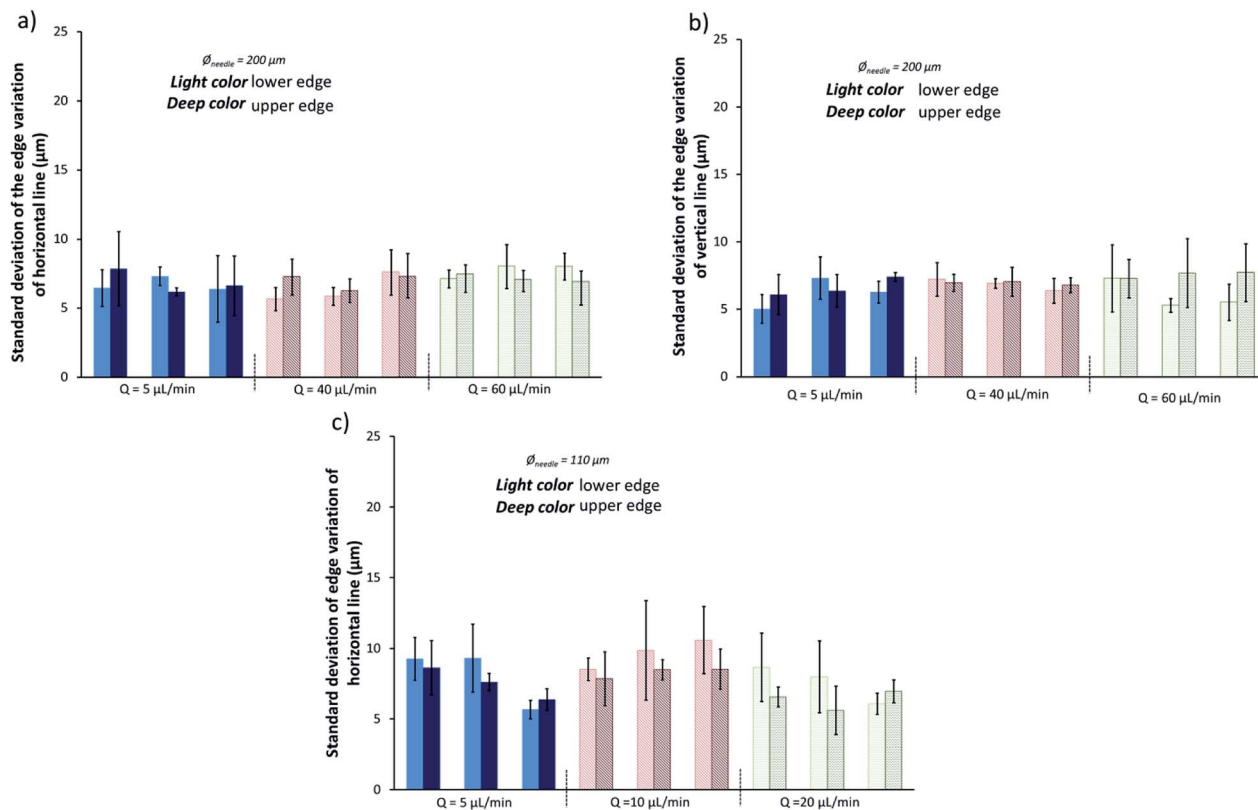 a)
Standard deviation of the edge variation
of horizontal line (µm)
25
20
15
10
5
0
Ø needle = 200 µm
Light color lower edge
Deep color upper edge
Q = 5 µL/min
Q = 40 µL/min
Q = 60 µL/min
b)
Standard deviation of the edge variation
of vertical line (µm)
25
20
15
10
5
0
Ø needle = 200 µm
Light color lower edge
Deep color upper edge
Q = 5 µL/min
Q = 40 µL/min
Q = 60 µL/min
c)
Standard deviation of edge variation of
horizontal line (µm)
25
20
15
10
5
0
Ø needle = 110 µm
Light color lower edge
Deep color upper edge
Q = 5 µL/min
Q =10 µL/min
Q =20 µL/min